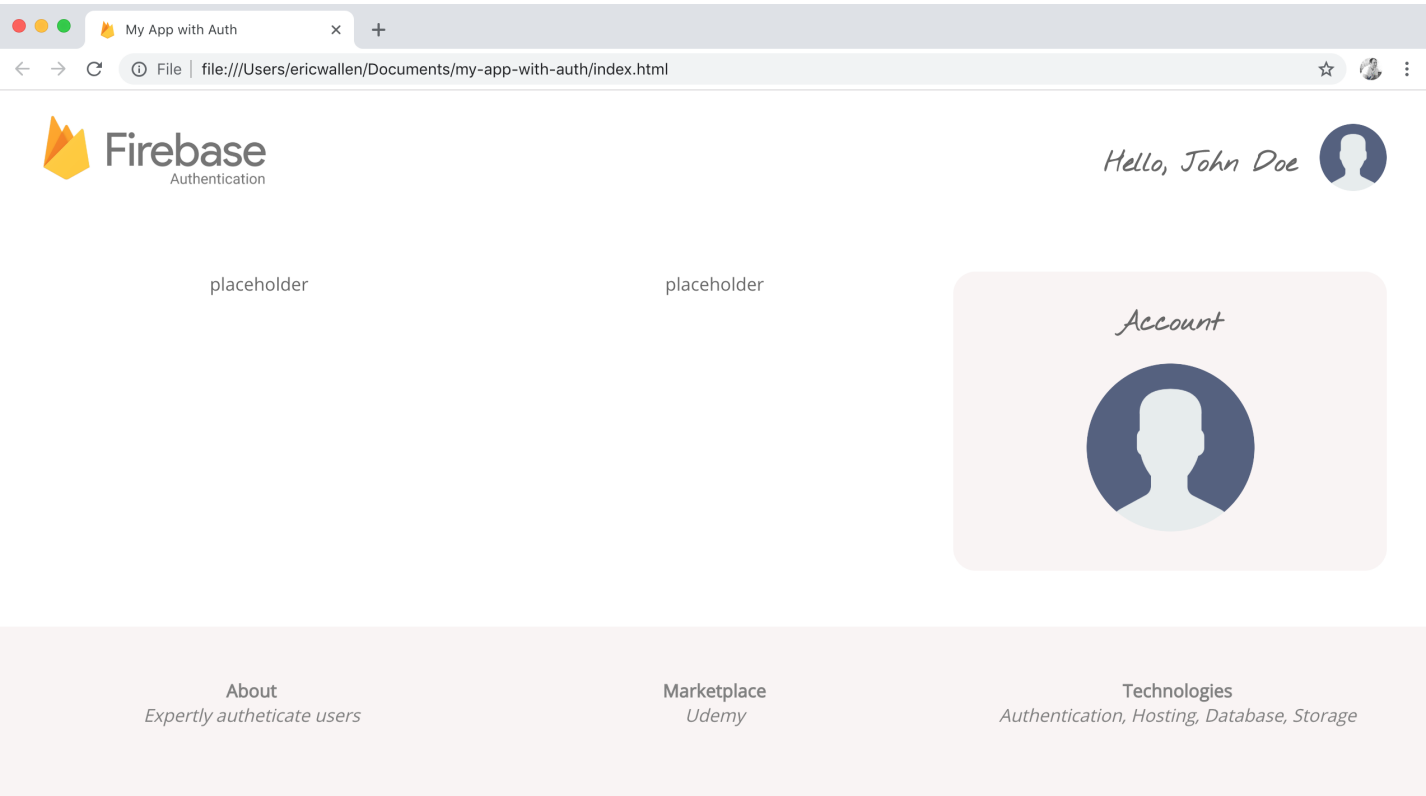 My App with Auth
File file:///Users/ericwallen/Documents/my-app-with-auth/index.html
Firebase
Authentication
Hello, John Doe
placeholder
placeholder
Account
About
Expertly autheticate users
Marketplace
Udemy
Technologies
Authentication, Hosting, Database, Storage